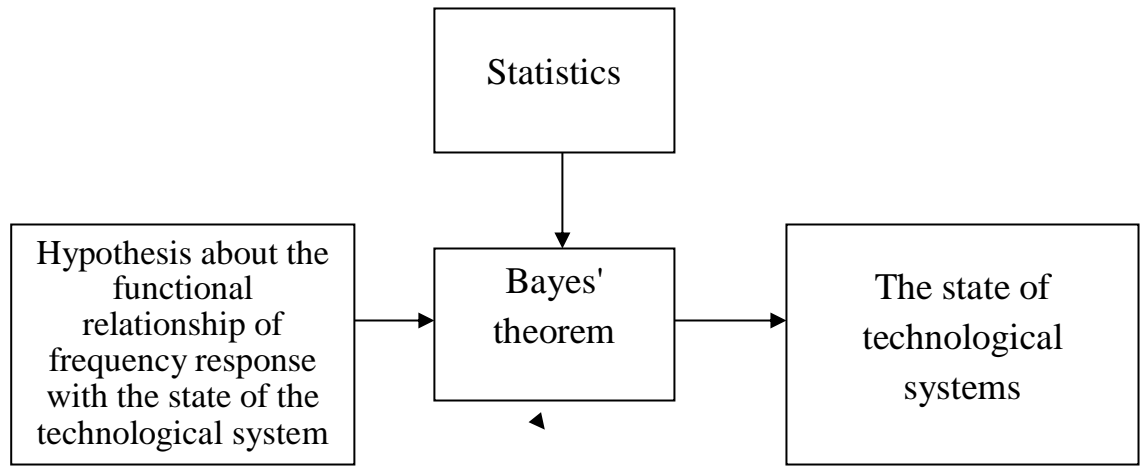 Statistics
Hypothesis about the
functional
relationship of
frequency response
with the state of the
technological system
Bayes'
theorem
The state of
technological
systems